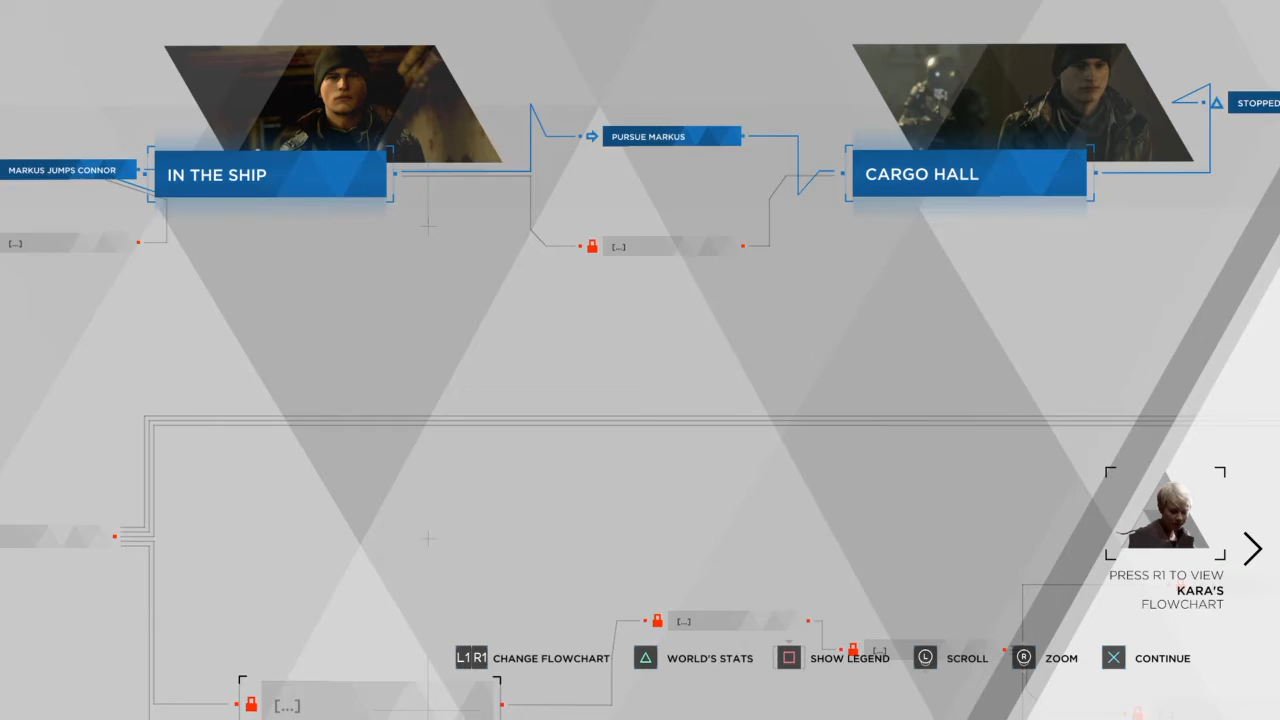 STOPPED
PURSUE MARKUS
MARKUS JUMPS CONNOR
IN THE SHIP
CARGO HALL
[...]
[...]
PRESS R1 TO VIEW
KARA'S
FLOWCHART
[...]
[...]
L1 R1 CHANGE FLOWCHART
WORLD'S STATS
SHOW LEGEND
L SCROLL
R ZOOM
CONTINUE
[...]